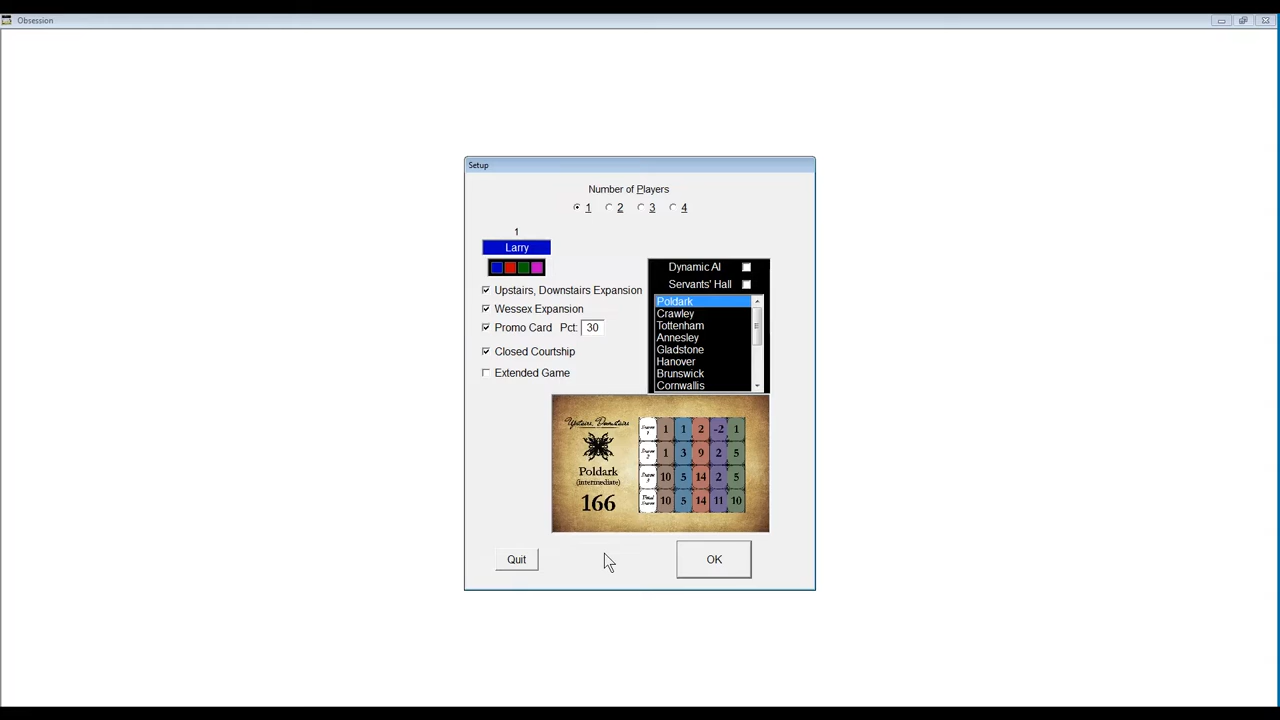 Obsession
Setup
Number of Players
1 2 3 4
1
Larry
Dynamic AI
Servants' Hall
Upstairs, Downstairs Expansion
Wessex Expansion
Promo Card Pct: 30
Closed Courtship
Extended Game
Poldark
Crawley
Tottenham
Annesley
Gladstone
Hanover
Brunswick
Cornwallis
Upstairs, Downstairs
Poldark
(intermediate)
166
1 1 2 -2 1
1 3 9 2 5
10 5 14 2 5
10 5 14 11 10
Quit
OK